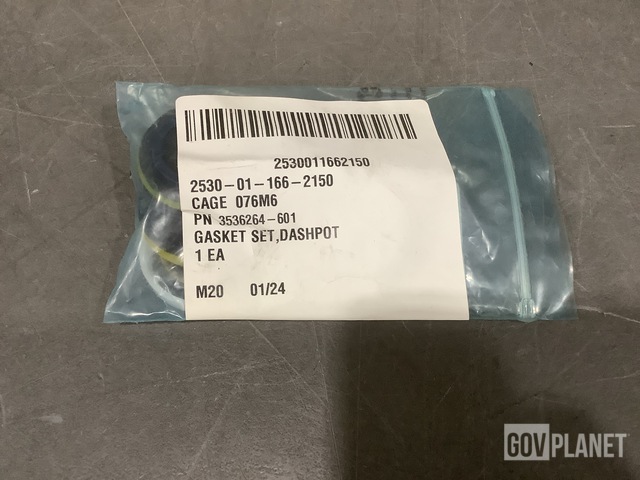 2530011662150
2530-01-166-2150
CAGE 076M6
PN 3536264-601
GASKET SET,DASHPOT
1 EA
M20 01/24
GOVPLANET